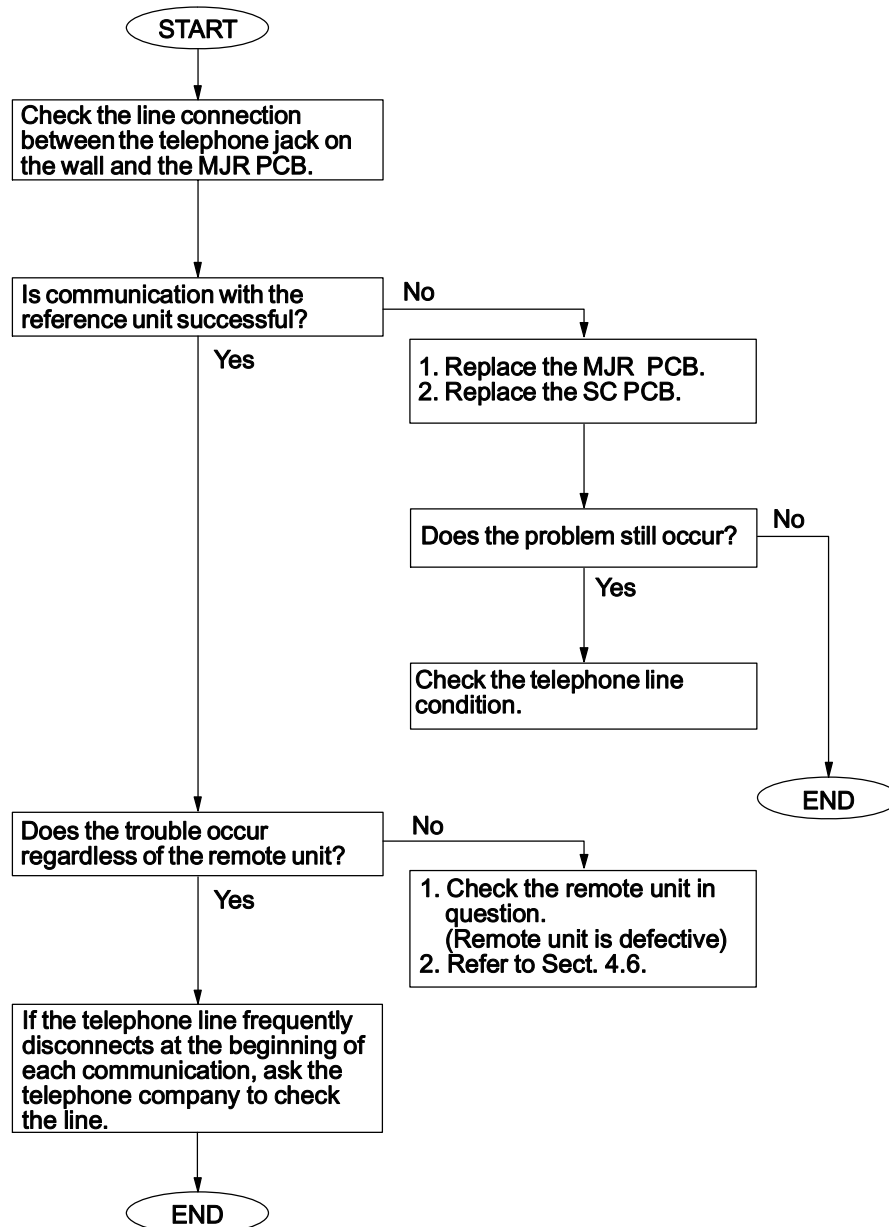 START
Check the line connection
between the telephone jack on
the wall and the MJR PCB.
Is communication with the
reference unit successful?
No
Yes
1. Replace the MJR PCB.
2. Replace the SC PCB.
Does the problem still occur?
No
Yes
Check the telephone line
condition.
END
Does the trouble occur
regardless of the remote unit?
No
Yes
1. Check the remote unit in
question.
(Remote unit is defective)
2. Refer to Sect. 4.6.
If the telephone line frequently
disconnects at the beginning of
each communication, ask the
telephone company to check
the line.
END